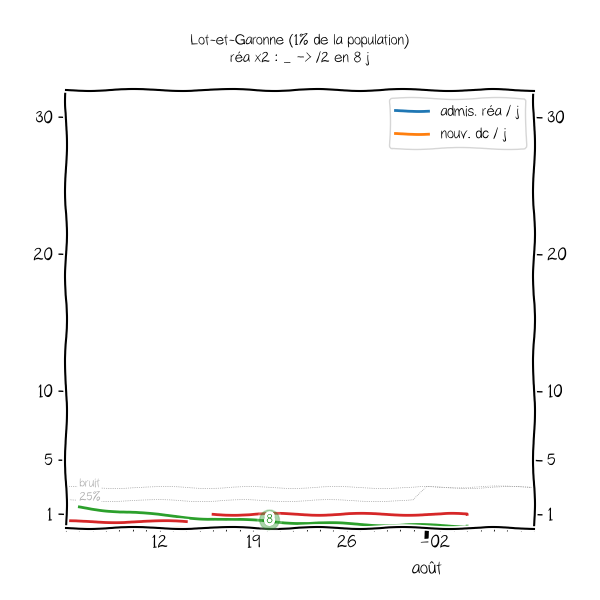 Lot-et-Garonne (1% de la population)
réa x2 : _ -> /2 en 8 j
admis. réa / j
nouv. dc / j
30
30
20
20
10
10
5
5
bruit
25%
1
1
8
12
19
26
02
août